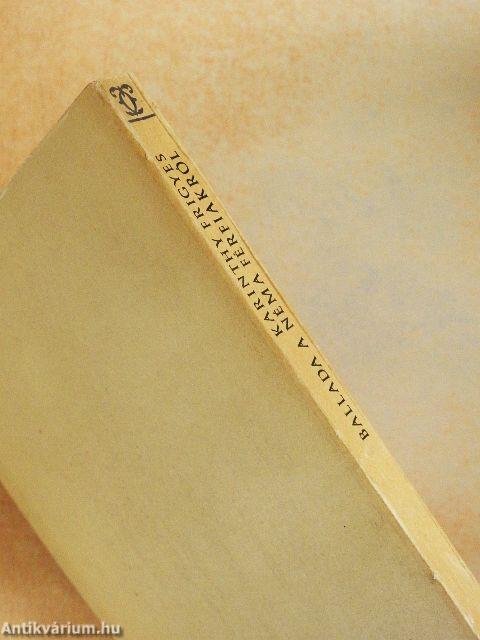 KARINTHY FRIGYES
BALLADA A NÉMA FÉRFIAKRÓL
Antikvárium.hu